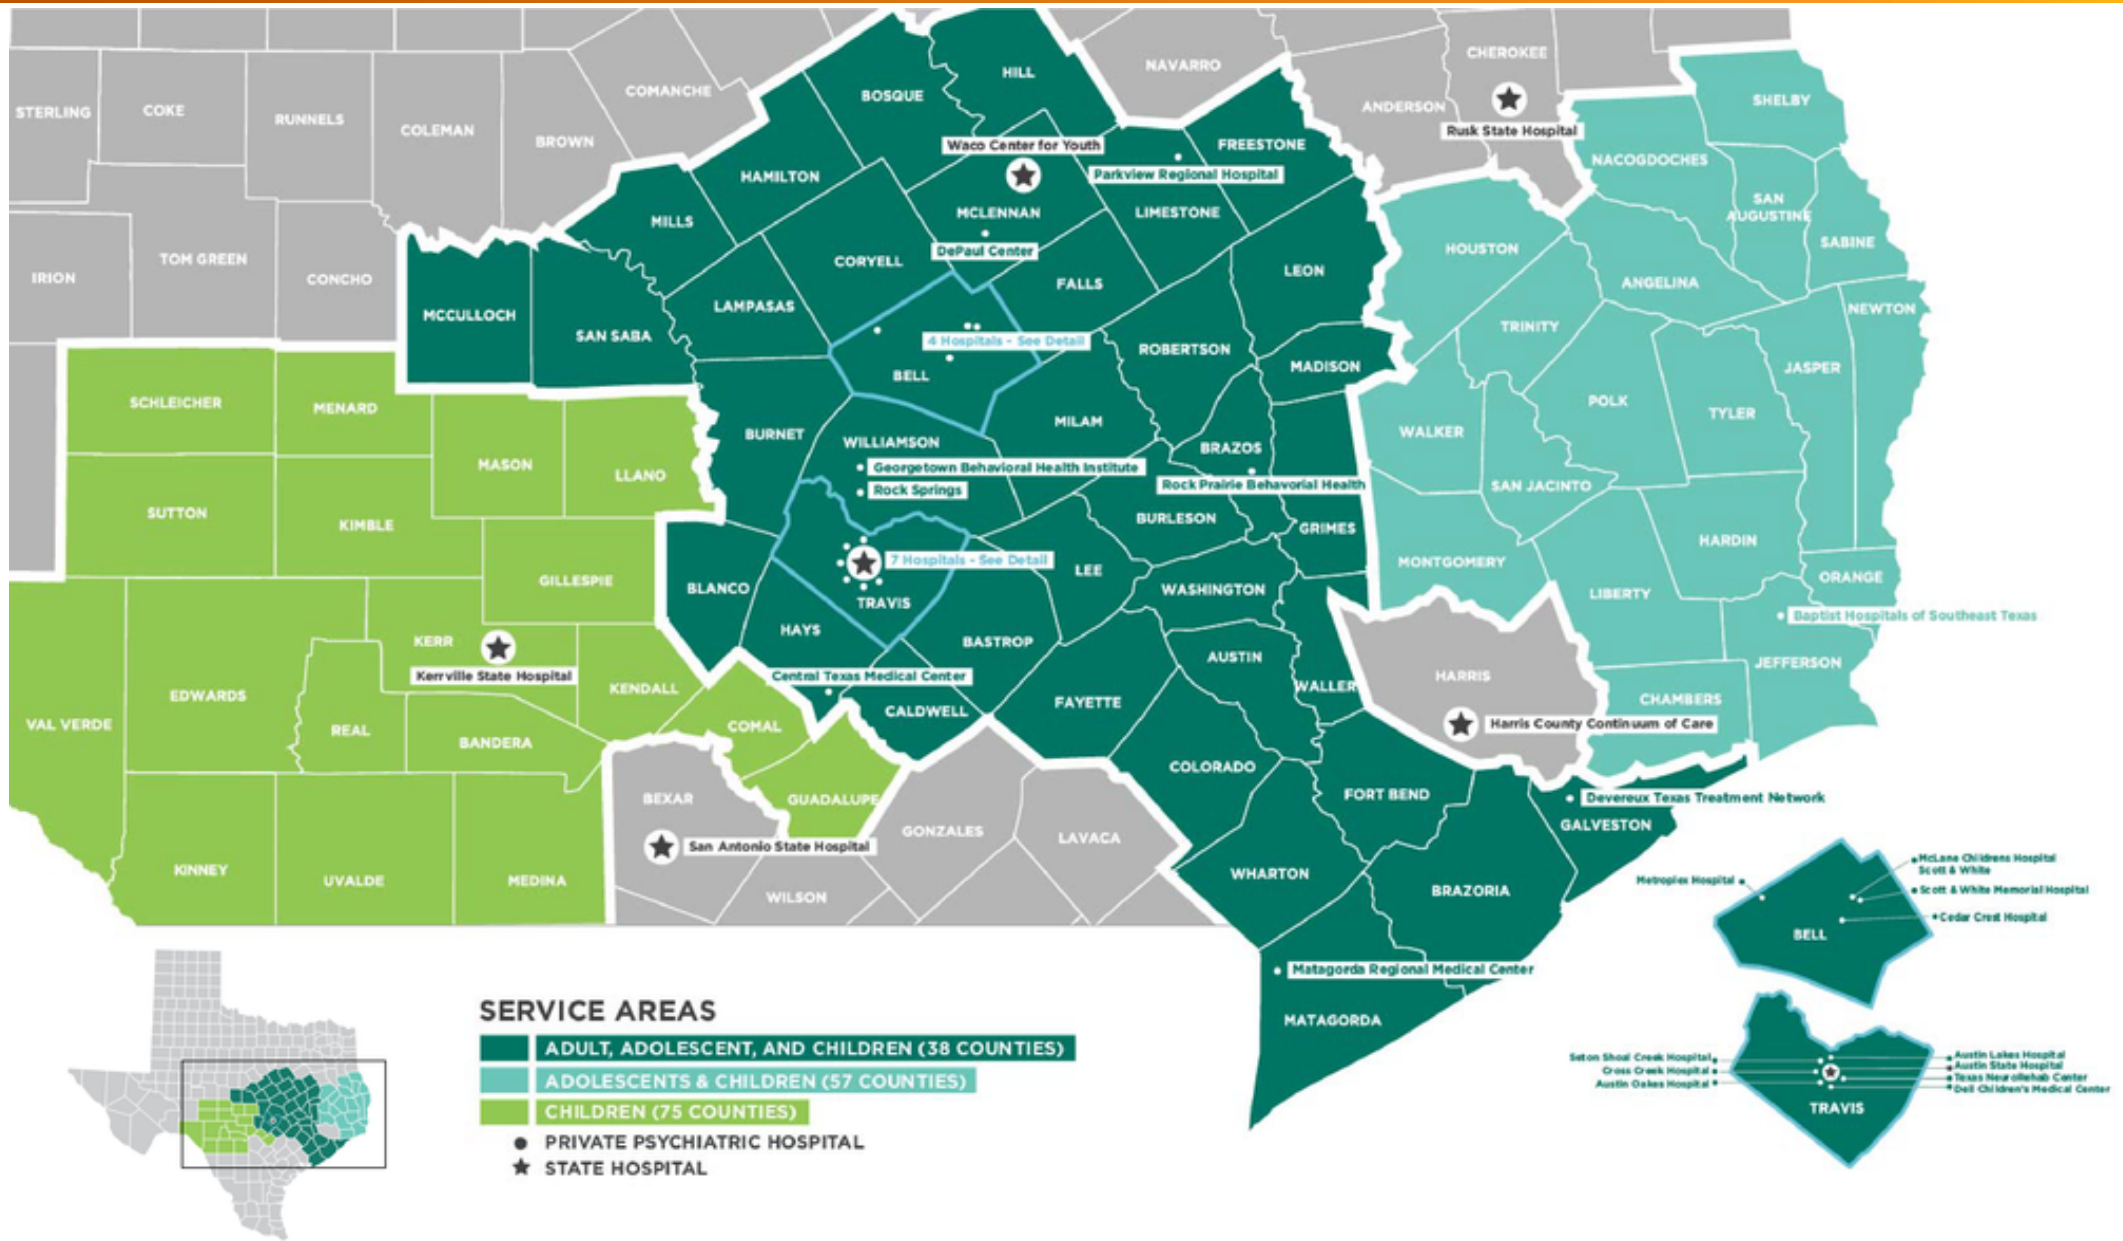 CHEROKEE
NAVARRO
HILL
COMANCHE
BOSQUE
SHELBY
STERLING
COKE
RUNNELS
COLEMAN
BROWN
ANDERSON
Rusk State Hospital
Waco Center for Youth
FREESTONE
NACOGDOCHES
HAMILTON
Parkview Regional Hospital
SAN
AUGUSTINE
MILLS
MCLENNAN
LIMESTONE
SABINE
HOUSTON
DePaul Center
TOM GREEN
CORYELL
LEON
IRION
CONCHO
FALLS
ANGELINA
LAMPASAS
NEWTON
MCCULLOCH
SAN SABA
TRINITY
4 Hospitals - See Detail
ROBERTSON
MADISON
JASPER
BELL
SCHLEICHER
MENARD
POLK
TYLER
MILAM
BURNET
WILLIAMSON
BRAZOS
WALKER
MASON
LLANO
Georgetown Behavioral Health Institute
Rock Springs
Rock Prairie Behavorial Health
SAN JACINTO
SUTTON
KIMBLE
BURLESON
GRIMES
HARDIN
7 Hospitals - See Detail
MONTGOMERY
GILLESPIE
LEE
ORANGE
BLANCO
TRAVIS
WASHINGTON
LIBERTY
Baptist Hospitals of Southeast Texas
HAYS
BASTROP
KERR
AUSTIN
JEFFERSON
Kerrville State Hospital
Central Texas Medical Center
HARRIS
EDWARDS
KENDALL
WALLER
CHAMBERS
VAL VERDE
REAL
COMAL
CALDWELL
FAYETTE
Harris County Continuum of Care
BANDERA
COLORADO
BEXAR
GUADALUPE
FORT BEND
Devereux Texas Treatment Network
GONZALES
LAVACA
GALVESTON
San Antonio State Hospital
KINNEY
UVALDE
MEDINA
WILSON
WHARTON
BRAZORIA
McLane Childrens Hospital
Scott & White
Metroplex Hospital
Scott & White Memorial Hospital
Cedar Crest Hospital
BELL
Matagorda Regional Medical Center
MATAGORDA
SERVICE AREAS
ADULT, ADOLESCENT, AND CHILDREN (38 COUNTIES)
ADOLESCENTS & CHILDREN (57 COUNTIES)
CHILDREN (75 COUNTIES)
PRIVATE PSYCHIATRIC HOSPITAL
STATE HOSPITAL
Seton Shoal Creek Hospital
Cross Creek Hospital
Austin Oakes Hospital
Austin Lakes Hospital
Austin State Hospital
Texas NeuroRehab Center
Dell Children's Medical Center
TRAVIS